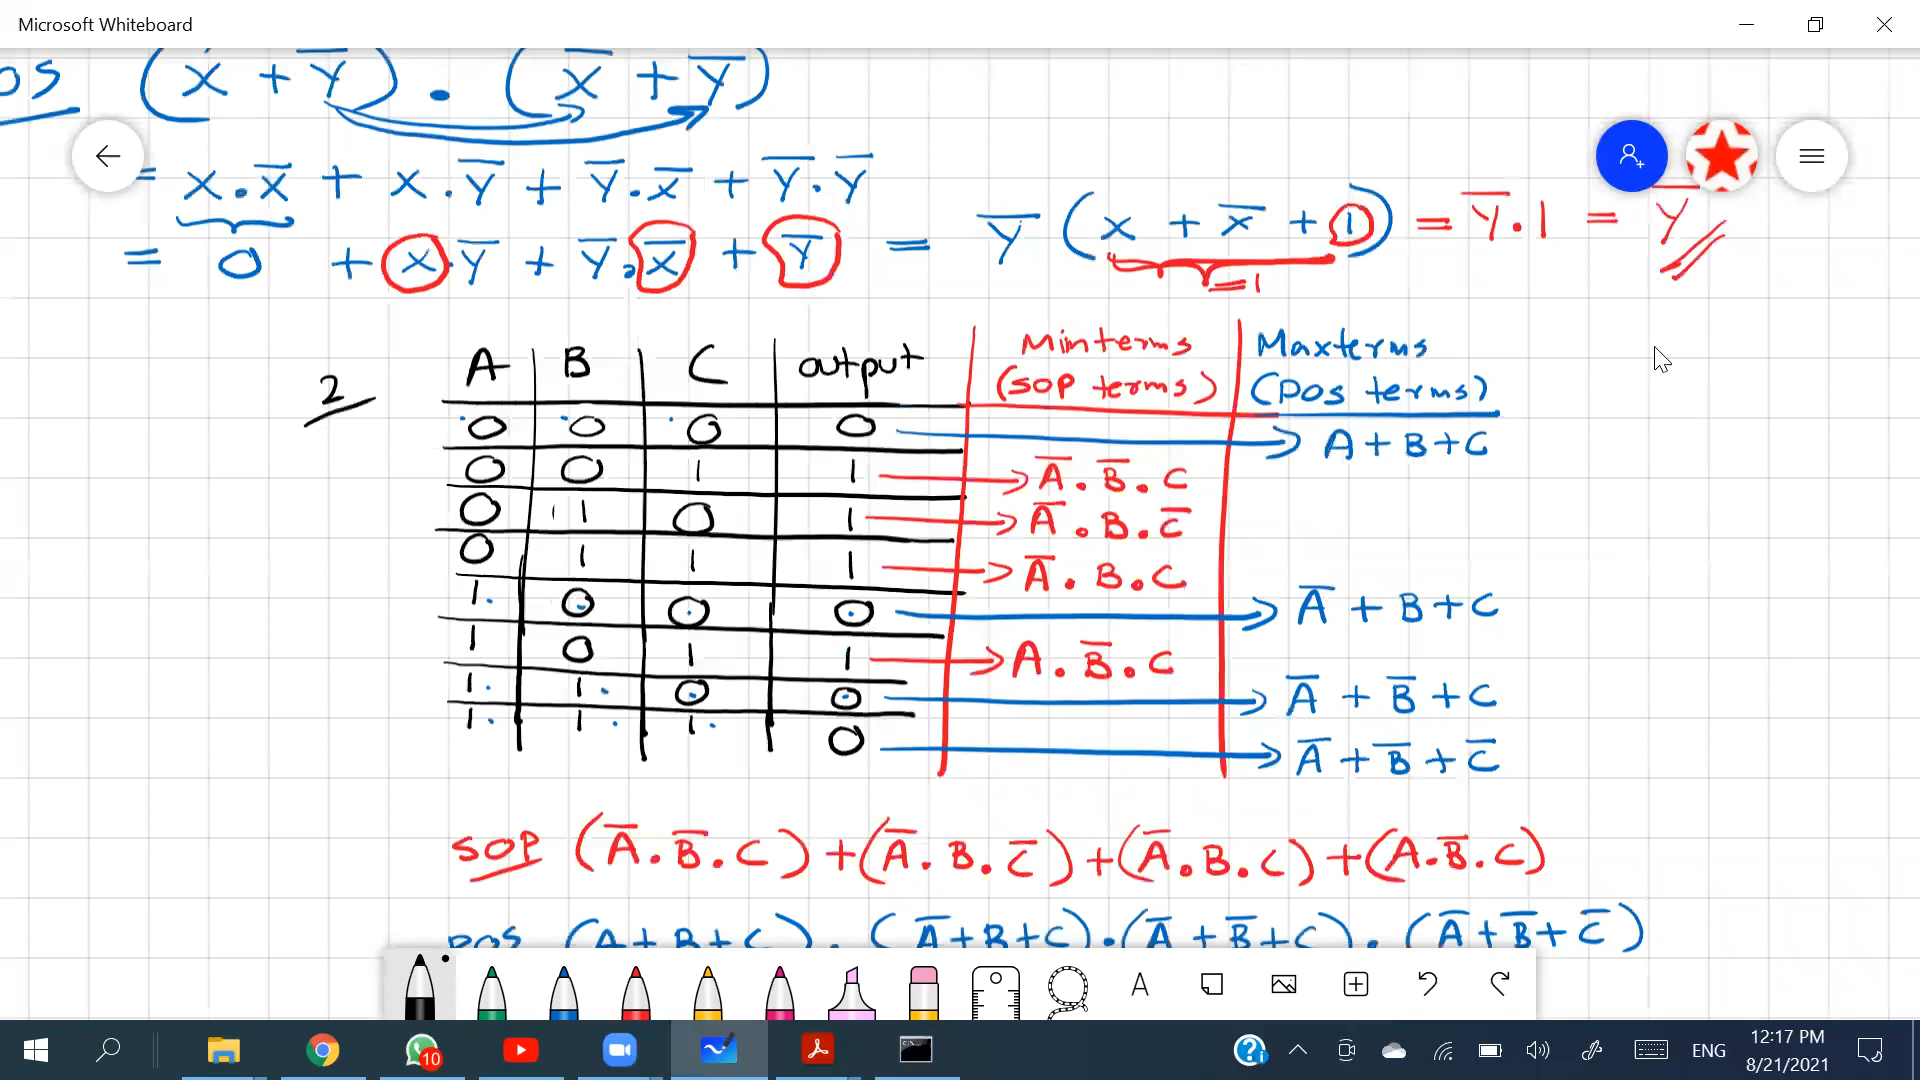 Microsoft Whiteboard
os (X + Y̅) . (X̅ + Y̅)
= X.X̅ + X.Y̅ + Y̅.X̅ + Y̅.Y̅
= 0 + X.Y̅ + Y̅.X̅ + Y̅ = Y̅ (X + X̅ + 1) = Y̅.1 = Y̅
=1
2
A B C output Minterms (SOP terms) Maxterms (POS terms)
0 0 0 0 → A+B+C
0 0 1 1 → A̅.B̅.C
0 1 0 1 → A̅.B.C̅
0 1 1 1 → A̅.B.C
1 0 0 0 → A̅+B+C
1 0 1 1 → A.B̅.C
1 1 0 0 → A̅+B̅+C
1 1 1 0 → A̅+B̅+C̅
SOP (A̅.B̅.C)+(A̅.B.C̅)+(A̅.B.C)+(A.B̅.C)
POS (A+B+C).(A̅+B+C).(A̅+B̅+C).(A̅+B̅+C̅)
A
10
ENG
12:17 PM
8/21/2021